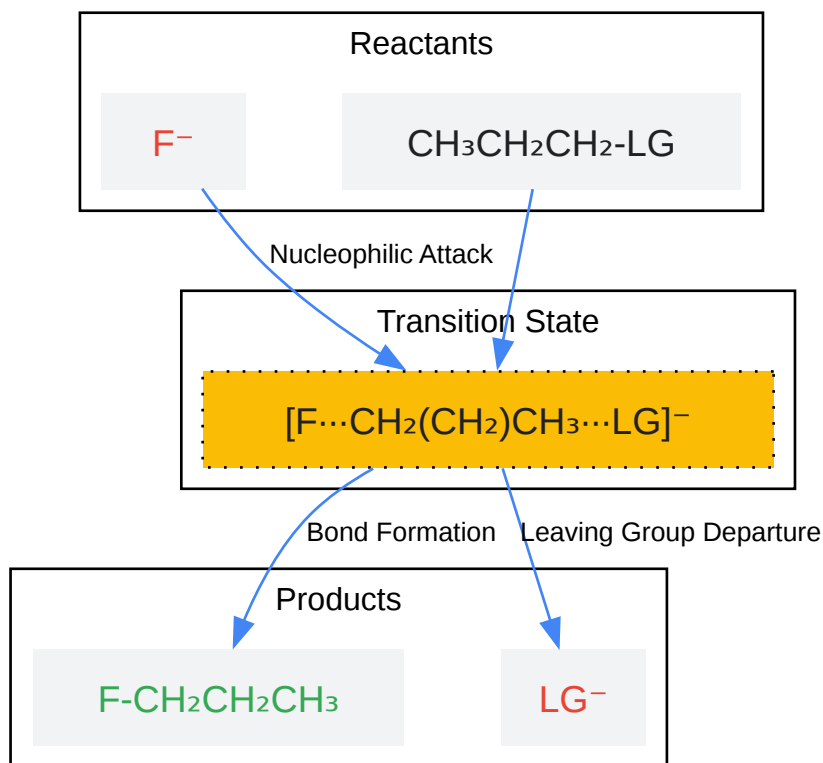 Reactants
F⁻
CH₃CH₂CH₂-LG
Nucleophilic Attack
Transition State
[F···CH₂(CH₂)CH₃···LG]⁻
Bond Formation
Leaving Group Departure
Products
F-CH₂CH₂CH₃
LG⁻